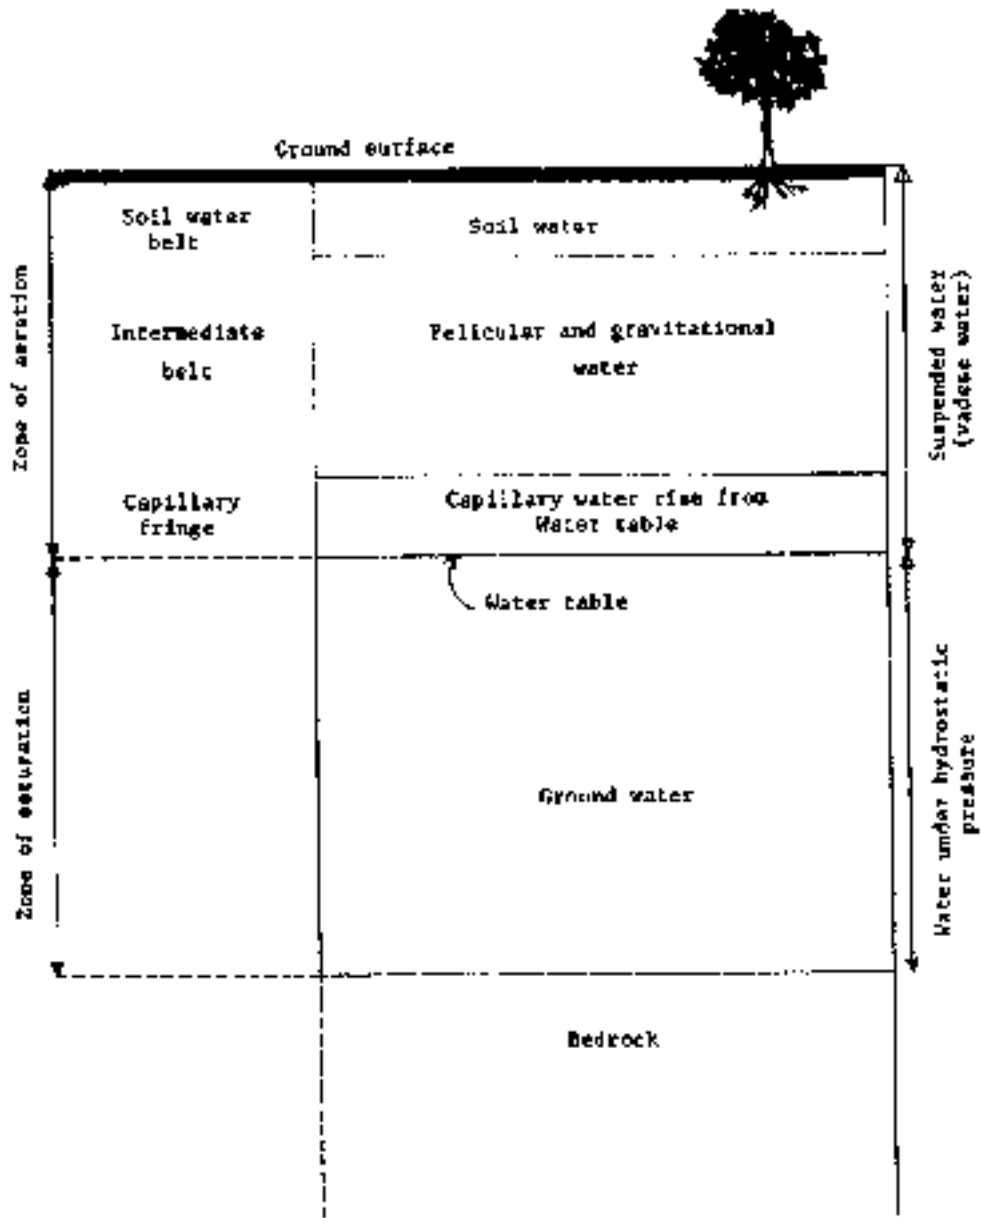 Ground surface
Soil water
belt
Soil water
Intermediate
belt
Pelicular and gravitational
water
Capillary
fringe
Capillary water rise from
Water table
Water table
Ground water
Bedrock
Zone of aeration
Zone of saturation
Suspended water
(vadose water)
Water under hydrostatic
pressure